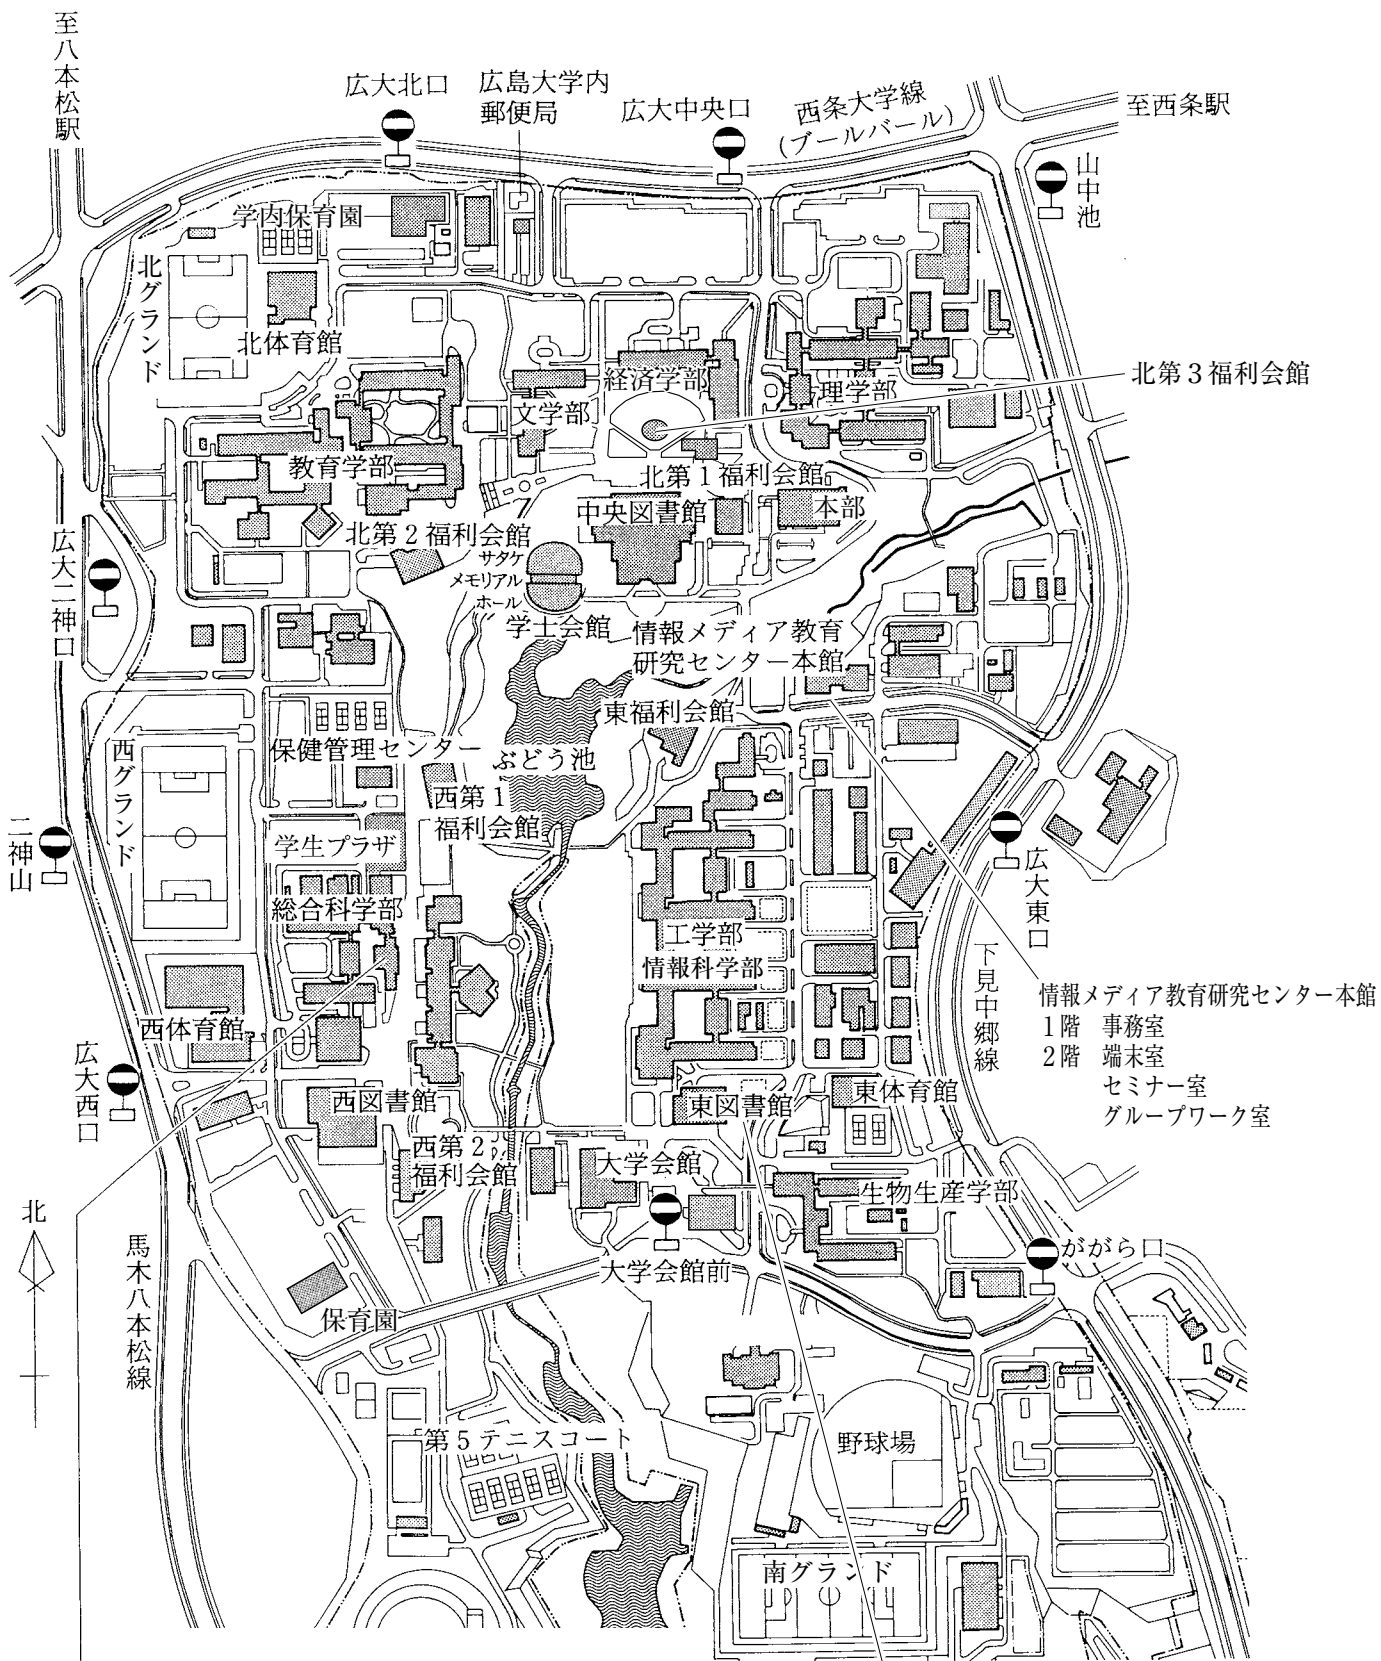 至八本松駅
広大北口
広島大学内
郵便局
広大中央口
西条大学線
(ブールバール)
至西条駅
山中池
学内保育園
北グランド
北体育館
経済学部
理学部
北第3福利会館
文学部
教育学部
北第1福利会館
中央図書館
本部
北第2福利会館
サタケ
メモリアル
ホール
学士会館
広大二神口
情報メディア教育
研究センター本館
東福利会館
保健管理センター
ぶどう池
西グランド
西第1
福利会館
二神山
学生プラザ
総合科学部
広大東口
工学部
情報科学部
下見中郷線
情報メディア教育研究センター本館
1階 事務室
2階 端末室
セミナー室
グループワーク室
西体育館
広大西口
西図書館
東図書館
東体育館
西第2
福利会館
大学会館
生物生産学部
北
馬木八本松線
大学会館前
ががら口
保育園
第5テニスコート
野球場
南グランド